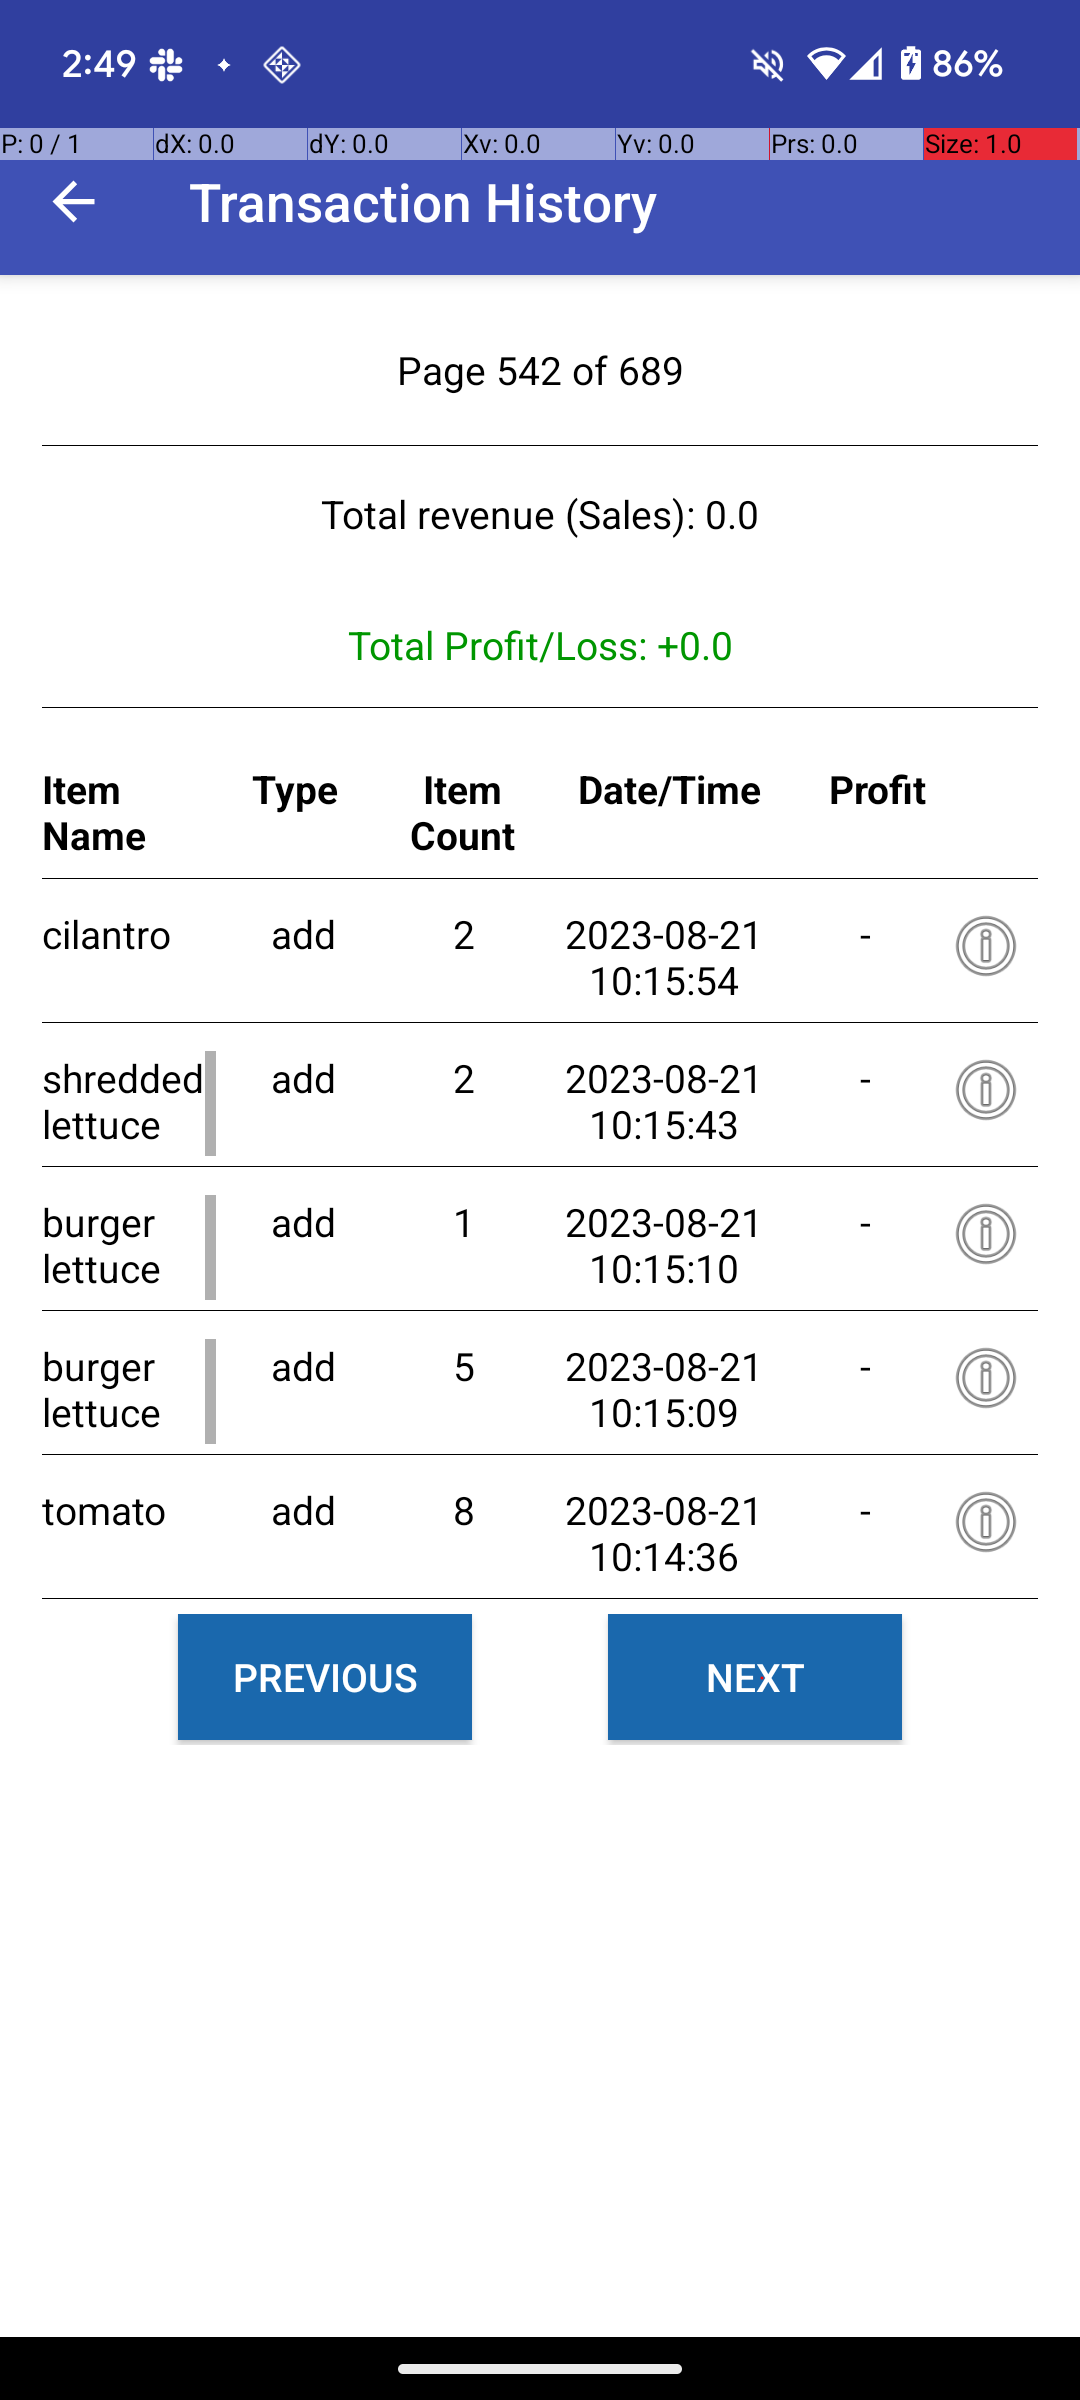 2:49
86%
P: 0 / 1 dX: 0.0 dY: 0.0 Xv: 0.0 Yv: 0.0 Prs: 0.0 Size: 1.0
Transaction History
Page 542 of 689
Total revenue (Sales): 0.0
Total Profit/Loss: +0.0
Item Name Type Item Count Date/Time Profit
cilantro add 2 2023-08-21 10:15:54 -
shredded lettuce add 2 2023-08-21 10:15:43 -
burger lettuce add 1 2023-08-21 10:15:10 -
burger lettuce add 5 2023-08-21 10:15:09 -
tomato add 8 2023-08-21 10:14:36 -
PREVIOUS NEXT